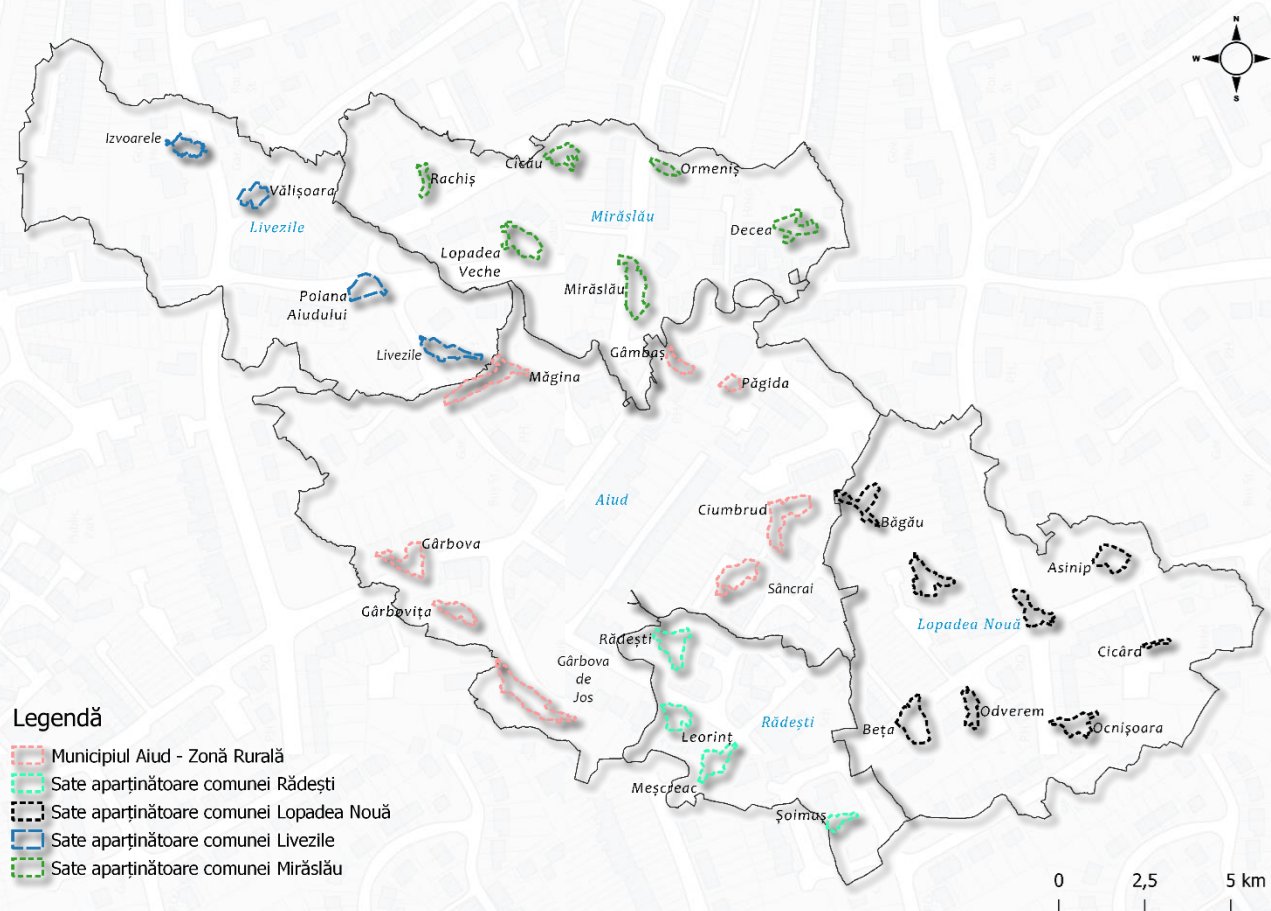 N
W
S
Izvoarele
Vălișoara
Livezile
Rachiș
Cicău
Ormeniș
Mirăslău
Decea
Lopadea
Veche
Mirăslău
Poiana
Aiudului
Livezile
Măgina
Gâmbaș
Păgida
Aiud
Ciumbrud
Băgău
Gârbova
Asinip
Sâncrai
Gârbovița
Lopadea Nouă
Rădești
Cicârd
Gârbova
de
Jos
Rădești
Leorinț
Beța
Odverem
Ocnișoara
Meșcreac
Șoimuș
Legendă
Municipiul Aiud - Zonă Rurală
Sate aparținătoare comunei Rădești
Sate aparținătoare comunei Lopadea Nouă
Sate aparținătoare comunei Livezile
Sate aparținătoare comunei Mirăslău
0 2,5 5 km